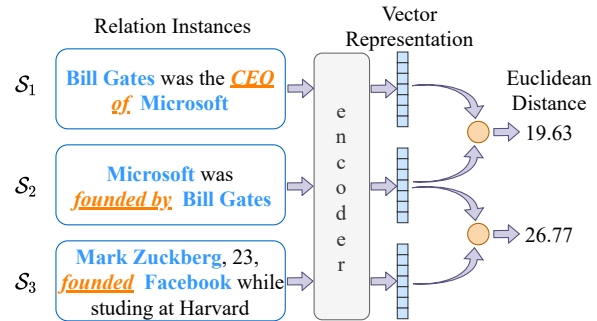 Relation Instances
Vector
Representation
Euclidean
Distance
S1
Bill Gates was the CEO
of Microsoft
S2
Microsoft was
founded by Bill Gates
S3
Mark Zuckberg, 23,
founded Facebook while
studing at Harvard
encoder
19.63
26.77